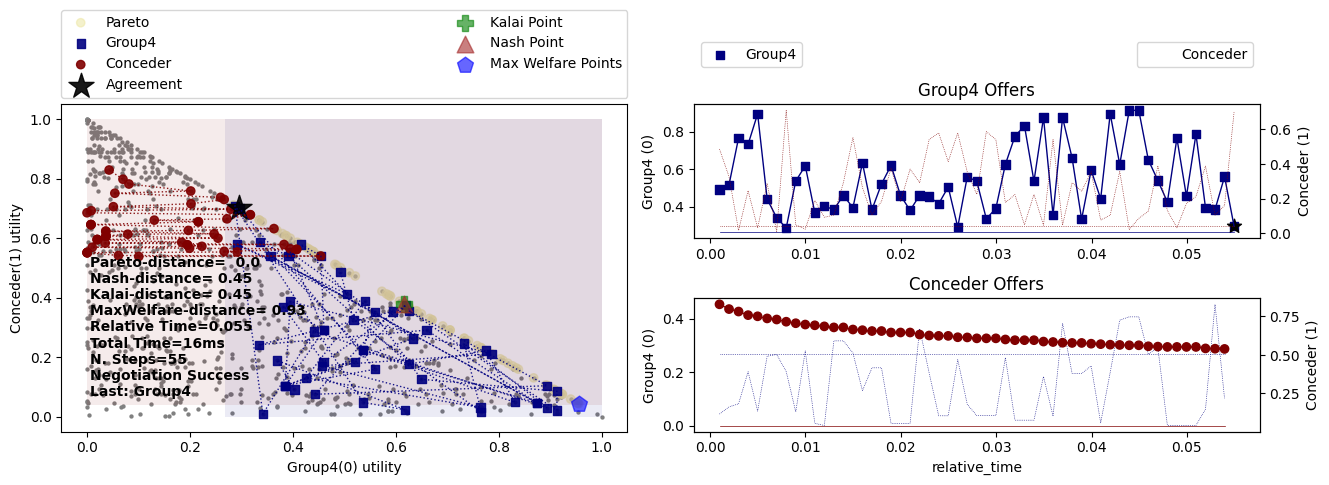 Pareto
Group4
Conceder
Agreement
Kalai Point
Nash Point
Max Welfare Points
1.0
0.8
0.6
0.4
0.2
0.0
Conceder(1) utility
Pareto-distance= 0.0
Nash-distance= 0.45
Kalai-distance= 0.45
MaxWelfare-distance= 0.93
Relative Time=0.055
Total Time=16ms
N. Steps=55
Negotiation Success
Last: Group4
0.0 0.2 0.4 0.6 0.8 1.0
Group4(0) utility
Group4
Conceder
Group4 Offers
0.8
0.6
0.4
Group4 (0)
0.6
0.4
0.2
0.0
Conceder (1)
0.00 0.01 0.02 0.03 0.04 0.05
Conceder Offers
0.4
0.2
0.0
Group4 (0)
0.75
0.50
0.25
Conceder (1)
0.00 0.01 0.02 0.03 0.04 0.05
relative_time